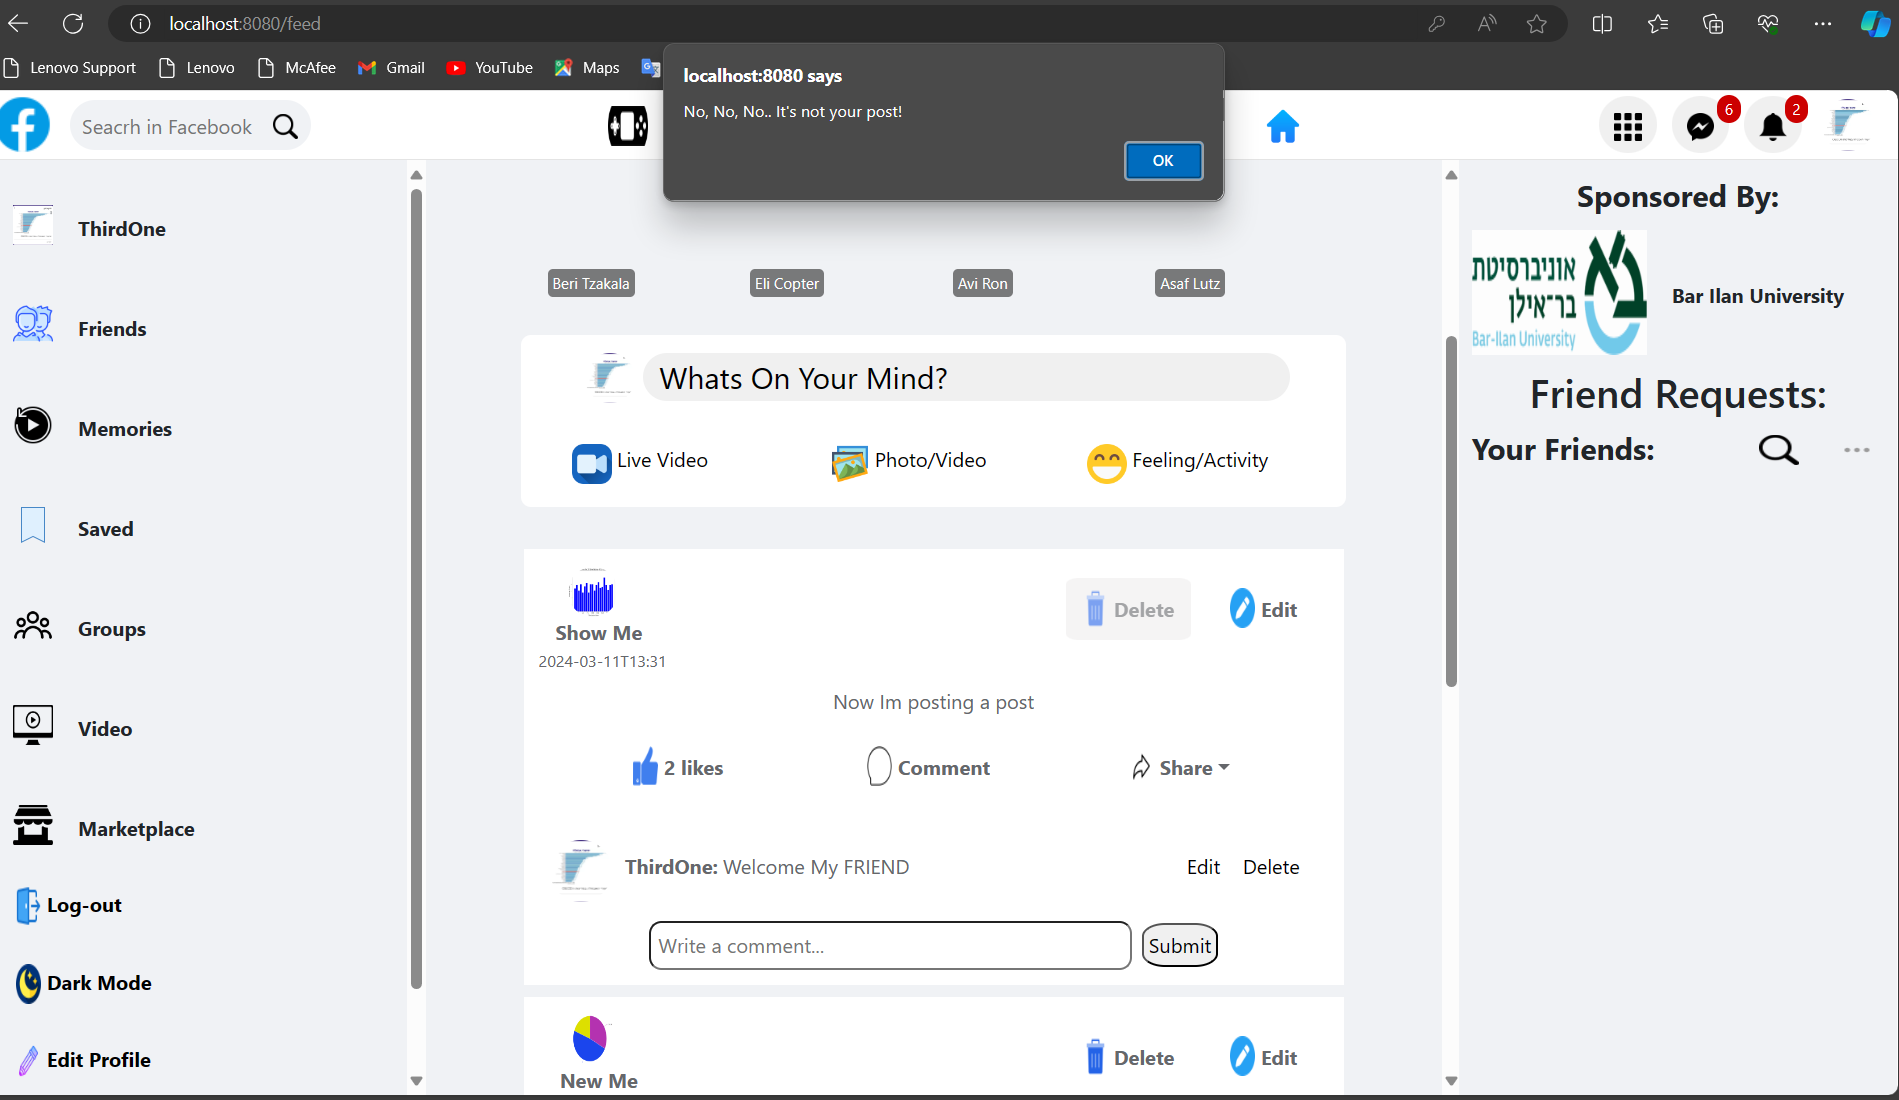 localhost:8080/feed
Lenovo Support
Lenovo
McAfee
Gmail
YouTube
Maps
localhost:8080 says
No, No, No.. It's not your post!
OK
Seacrh in Facebook
6
2
ThirdOne
Friends
Memories
Saved
Groups
Video
Marketplace
Log-out
Dark Mode
Edit Profile
Beri Tzakala
Eli Copter
Avi Ron
Asaf Lutz
Whats On Your Mind?
Live Video
Photo/Video
Feeling/Activity
Show Me
2024-03-11T13:31
Delete
Edit
Now Im posting a post
2 likes
Comment
Share
ThirdOne: Welcome My FRIEND
Edit
Delete
Write a comment...
Submit
New Me
Delete
Edit
Sponsored By:
אוניברסיטת
בר־אילן
Bar-Ilan University
Bar Ilan University
Friend Requests:
Your Friends: